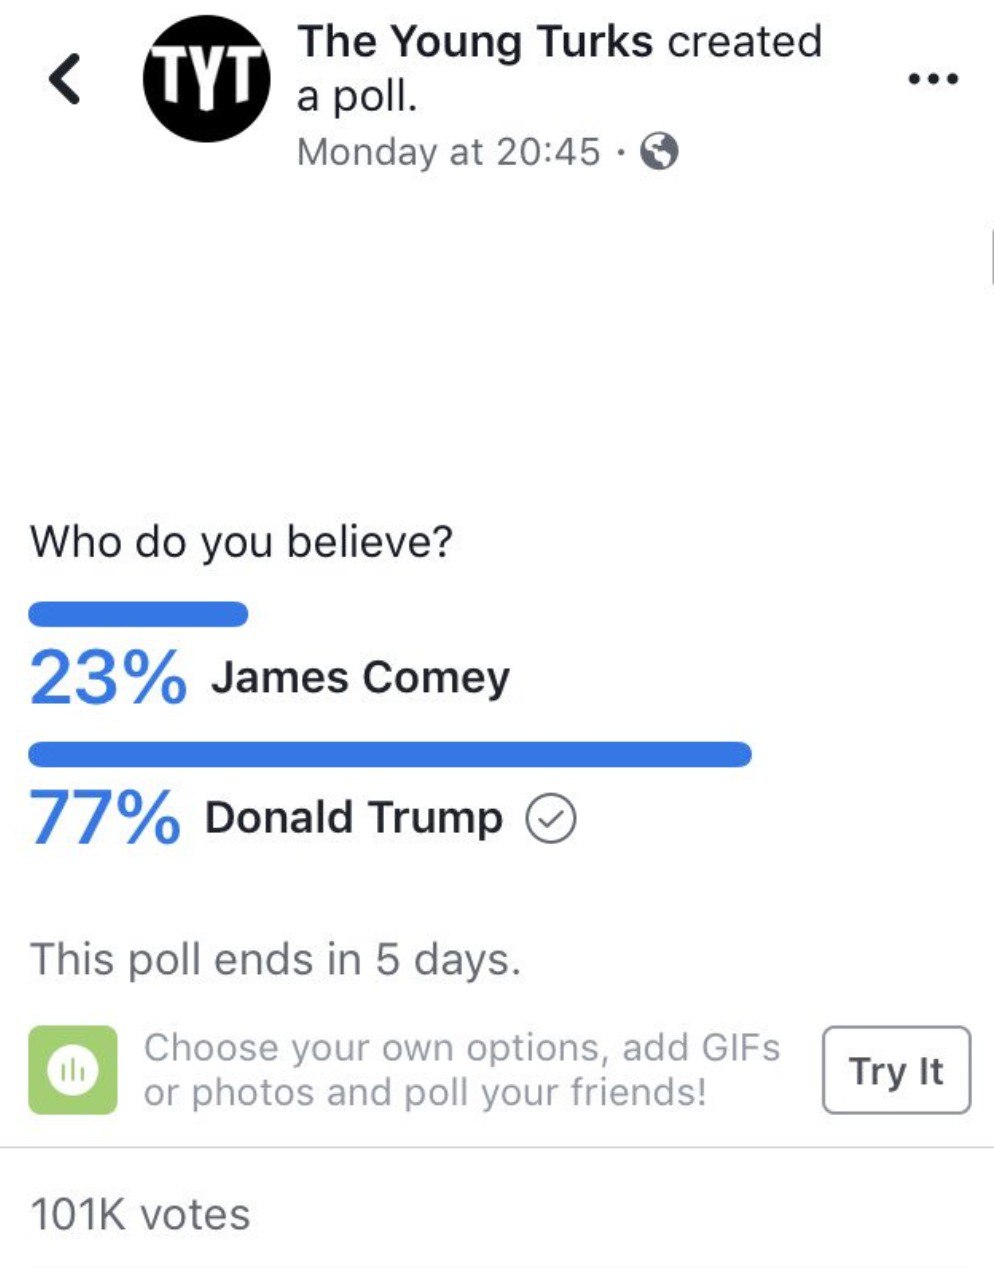 TYT
The Young Turks created
a poll.
Monday at 20:45 ·
Who do you believe?
23% James Comey
77% Donald Trump
This poll ends in 5 days.
Choose your own options, add GIFs
or photos and poll your friends!
Try It
101K votes